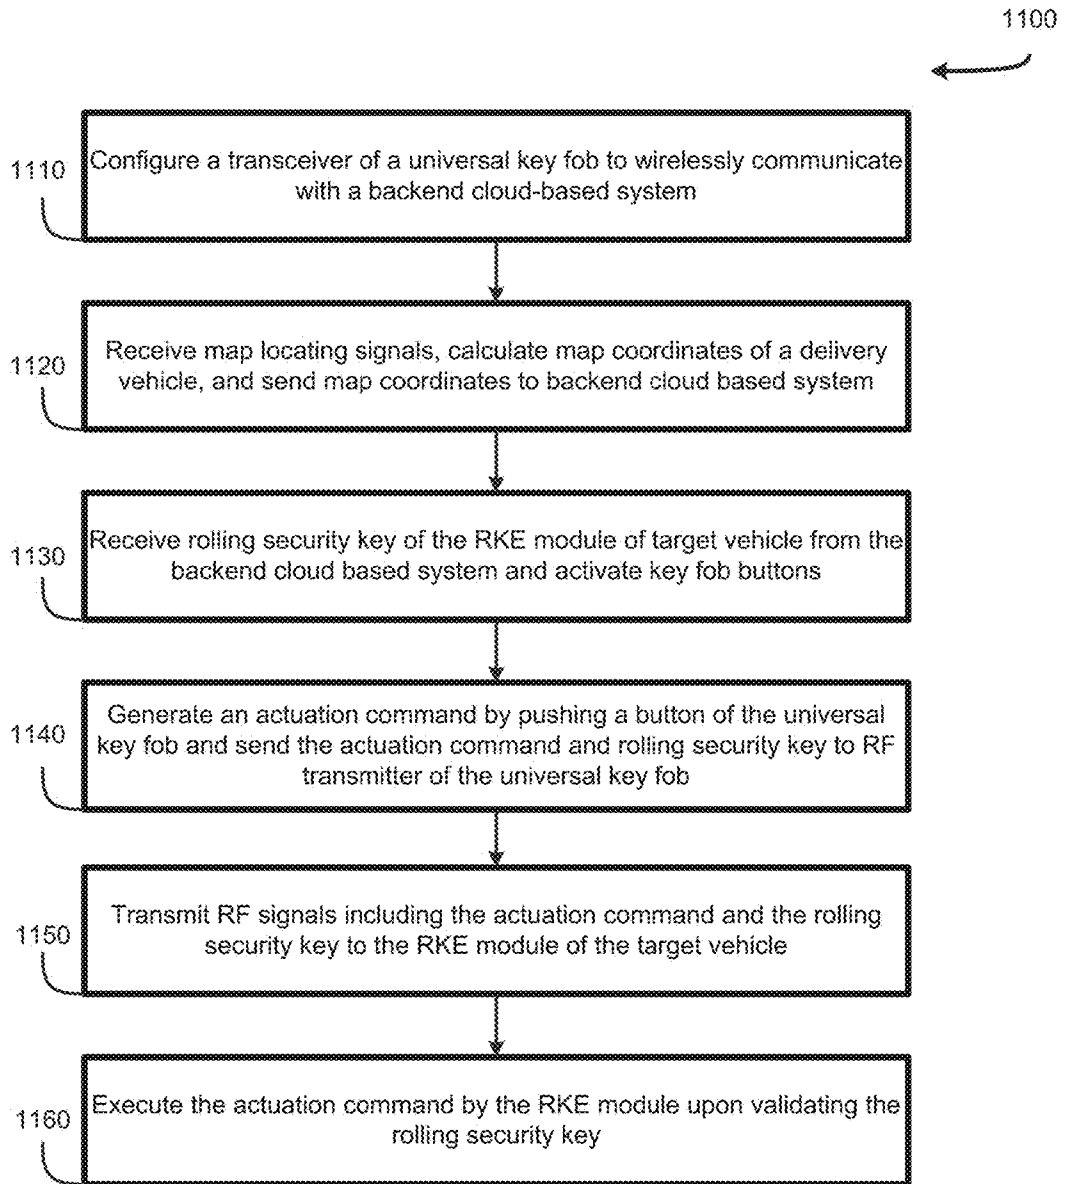 1100
1110
Configure a transceiver of a universal key fob to wirelessly communicate
with a backend cloud-based system
1120
Receive map locating signals, calculate map coordinates of a delivery
vehicle, and send map coordinates to backend cloud based system
1130
Receive rolling security key of the RKE module of target vehicle from the
backend cloud based system and activate key fob buttons
1140
Generate an actuation command by pushing a button of the universal
key fob and send the actuation command and rolling security key to RF
transmitter of the universal key fob
1150
Transmit RF signals including the actuation command and the rolling
security key to the RKE module of the target vehicle
1160
Execute the actuation command by the RKE module upon validating the
rolling security key